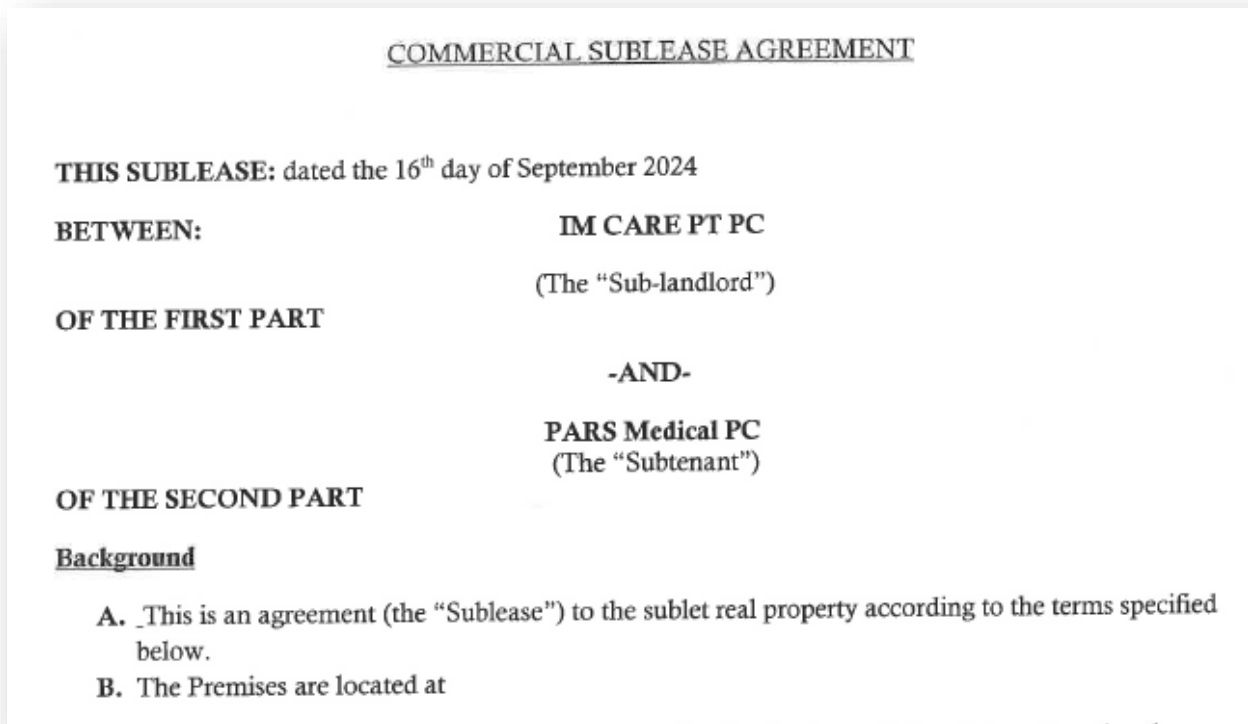 COMMERCIAL SUBLEASE AGREEMENT
THIS SUBLEASE: dated the 16th day of September 2024
BETWEEN: IM CARE PT PC
(The “Sub-landlord”)
OF THE FIRST PART
-AND-
PARS Medical PC
(The “Subtenant”)
OF THE SECOND PART
Background
A. This is an agreement (the “Sublease”) to the sublet real property according to the terms specified
below.
B. The Premises are located at